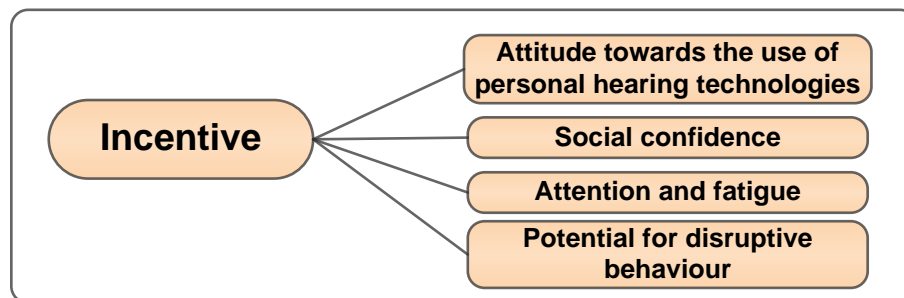 Incentive
Attitude towards the use of
personal hearing technologies
Social confidence
Attention and fatigue
Potential for disruptive
behaviour